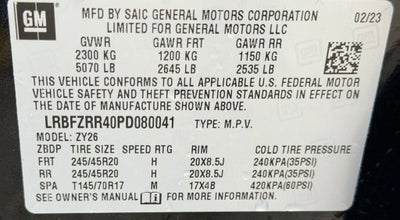 GM
MFD BY SAIC GENERAL MOTORS CORPORATION 02/23
LIMITED FOR GENERAL MOTORS LLC
GVWR GAWR FRT GAWR RR
2300 KG 1200 KG 1150 KG
5070 LB 2645 LB 2535 LB
THIS VEHICLE CONFORMS TO ALL APPLICABLE U.S. FEDERAL MOTOR
VEHICLE SAFETY AND THEFT PREVENTION STANDARDS IN EFFECT ON THE DATE OF
MANUFACTURE SHOWN ABOVE.
LRBFZRR40PD080041 TYPE: M.P.V.
MODEL: ZY26
ZBDP TIRE SIZE SPEED RTG RIM COLD TIRE PRESSURE
FRT 245/45R20 H 20X8.5J 240KPA(35PSI)
RR 245/45R20 H 20X8.5J 240KPA(35PSI)
SPA T145/70R17 M 17X4B 420KPA(60PSI)
SEE OWNER'S MANUAL FOR MORE INFORMATION.